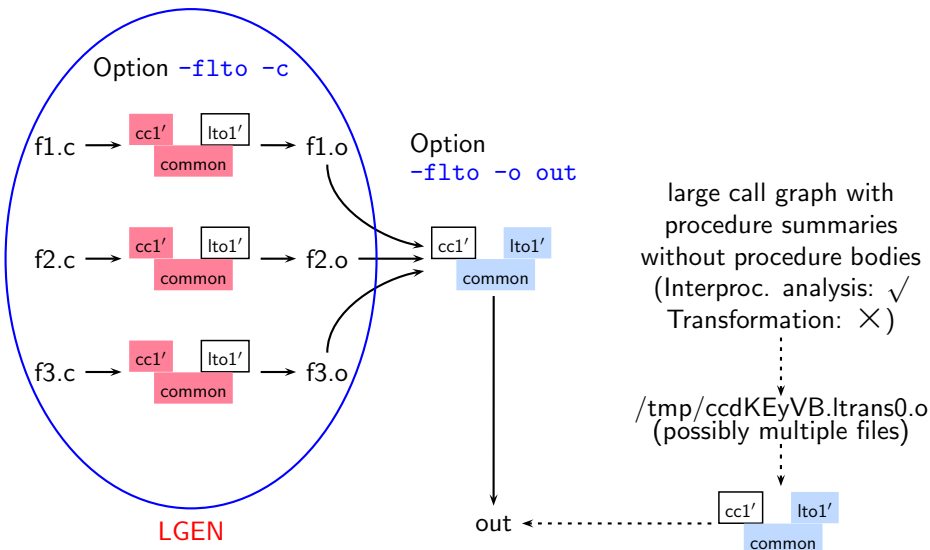 Option -flto -c
f1.c
cc1′
lto1′
common
f1.o
f2.c
cc1′
lto1′
common
f2.o
f3.c
cc1′
lto1′
common
f3.o
LGEN
Option
-flto -o out
cc1′
lto1′
common
out
large call graph with
procedure summaries
without procedure bodies
(Interproc. analysis: √
Transformation: ×)
/tmp/ccdKEyVB.ltrans0.o
(possibly multiple files)
cc1′
lto1′
common